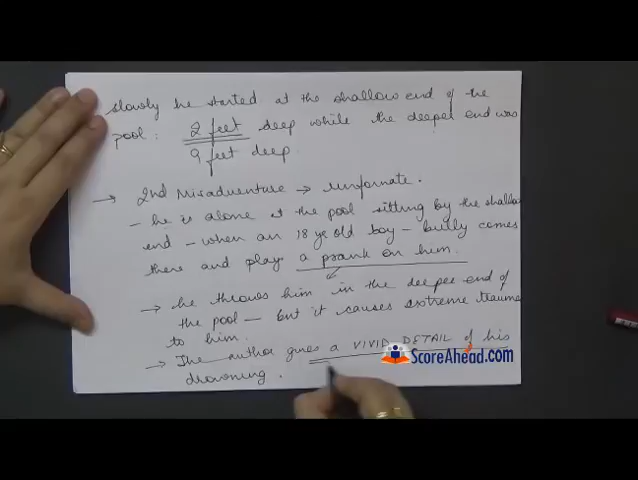 slowly he started at the shallow end of the
pool: 2 feet deep while the deeper end was
9 feet deep
→ 2nd Misadventure → unfornate.
- he is alone at the pool sitting by the shallow
end - when an 18 ye old boy - bully comes
there and plays a prank on him.
→ he throws him in the deeper end of
the pool - but it causes extreme trauma
to him.
→ The author gives a VIVID DETAIL of his
drowning.
ScoreAhead.com